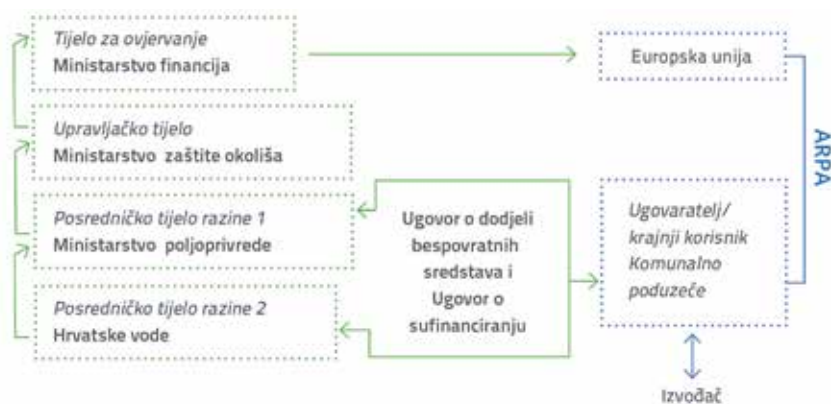 Tijelo za ovjervanje
Ministarstvo financija
Europska unija
Upravljačko tijelo
Ministarstvo zaštite okoliša
Posredničko tijelo razine 1
Ministarstvo poljoprivrede
Posredničko tijelo razine 2
Hrvatske vode
Ugovor o dodjeli
bespovratnih
sredstava i
Ugovor o
sufinanciranju
Ugovaratelj/
krajnji korisnik
Komunalno
poduzeče
ARPA
Izvođač